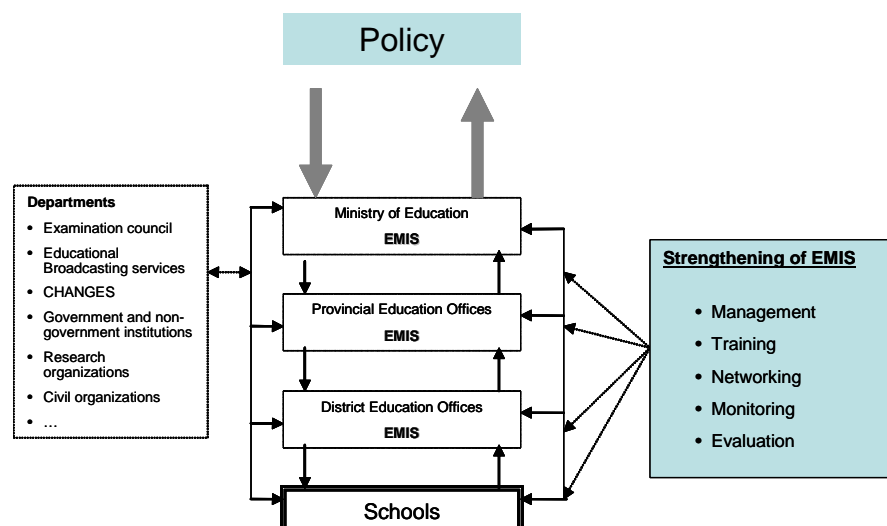 Policy
Departments
• Examination council
• Educational
Broadcasting services
• CHANGES
• Government and non-
government institutions
• Research
organizations
• Civil organizations
• ...
Ministry of Education
EMIS
Provincial Education Offices
EMIS
District Education Offices
EMIS
Schools
Strengthening of EMIS
• Management
• Training
• Networking
• Monitoring
• Evaluation